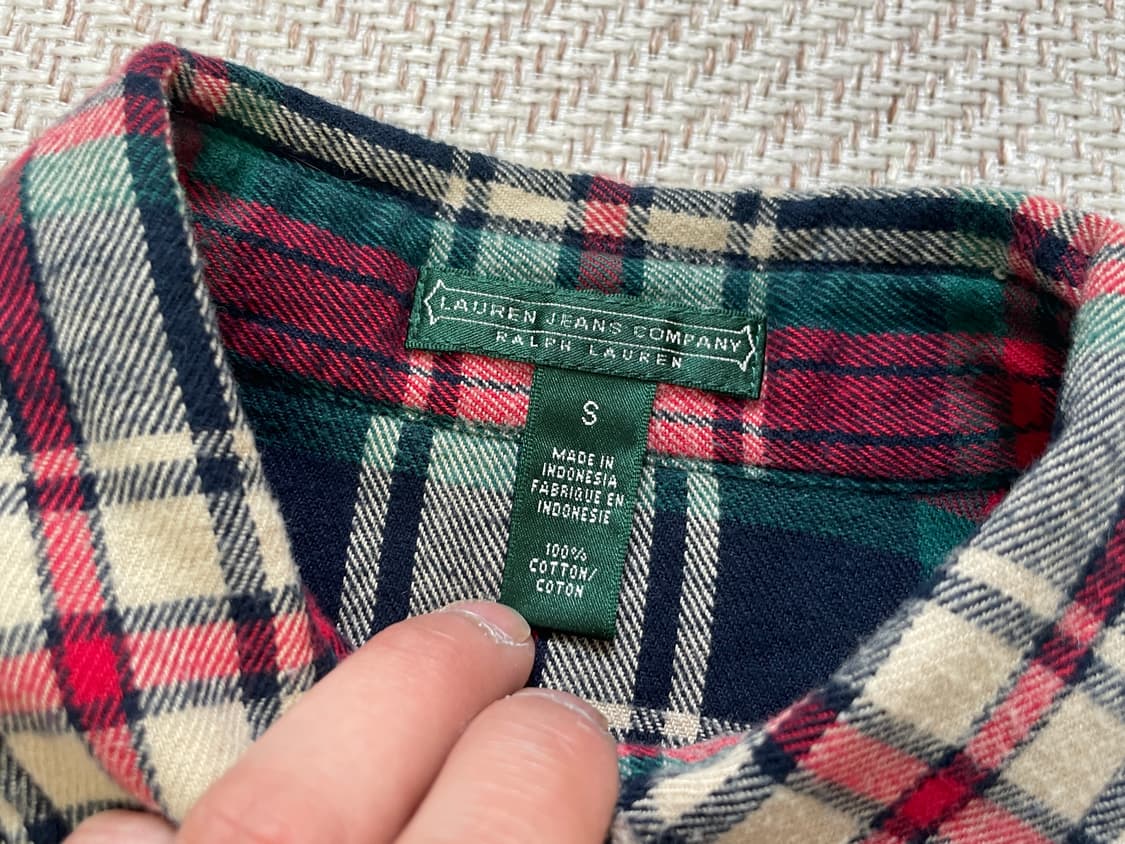 LAUREN JEANS COMPANY
RALPH LAUREN
S
MADE IN
INDONESIA
FABRIQUE EN
INDONESIE
100%
COTTON/
COTON